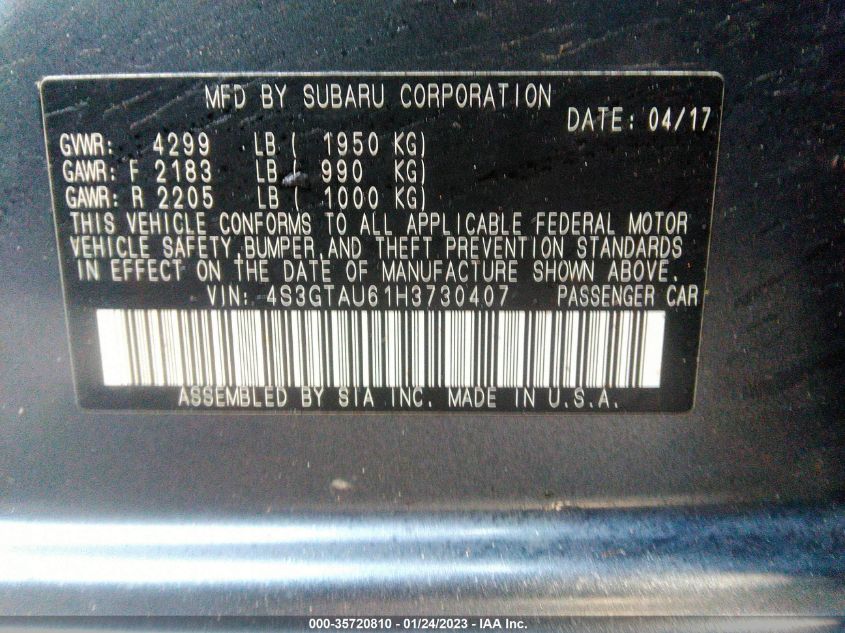 MFD BY SUBARU CORPORATION
DATE: 04/17
GVWR: 4299 LB ( 1950 KG)
GAWR: F 2183 LB ( 990 KG)
GAWR: R 2205 LB ( 1000 KG)
THIS VEHICLE CONFORMS TO ALL APPLICABLE FEDERAL MOTOR
VEHICLE SAFETY, BUMPER, AND THEFT PREVENTION STANDARDS
IN EFFECT ON THE DATE OF MANUFACTURE SHOWN ABOVE.
VIN: 4S3GTAU61H3730407 PASSENGER CAR
ASSEMBLED BY SIA INC. MADE IN U.S.A.
000-35720810 - 01/24/2023 - IAA Inc.